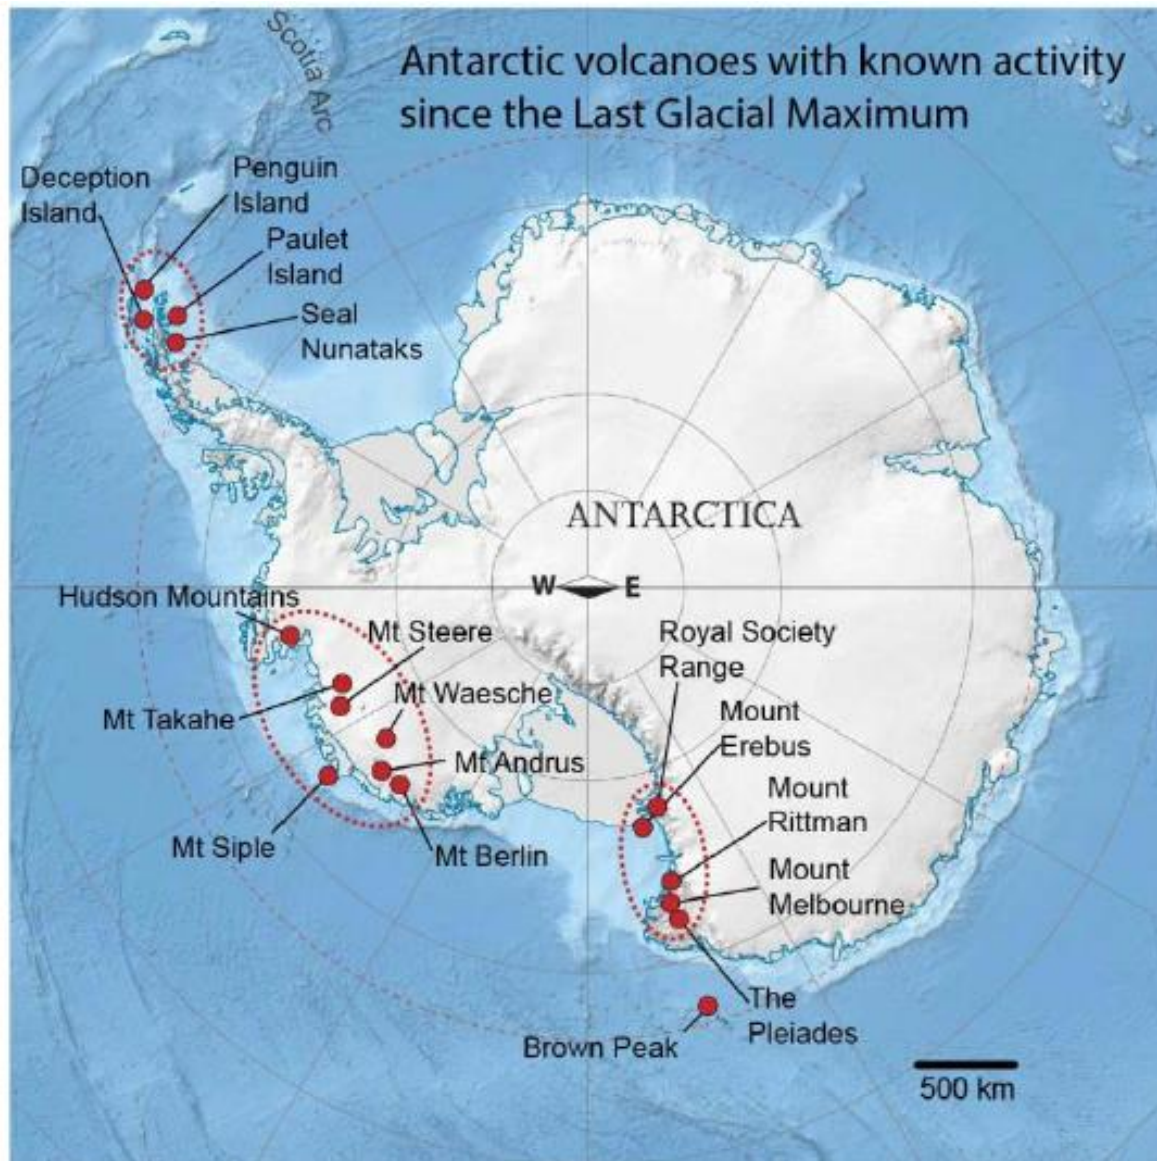 Scotia Arc
Antarctic volcanoes with known activity
since the Last Glacial Maximum
Deception
Island
Penguin
Island
Paulet
Island
Seal
Nunataks
ANTARCTICA
W E
Hudson Mountains
Mt Steere
Mt Waesche
Mt Takahe
Mt Andrus
Mt Siple
Mt Berlin
Royal Society
Range
Mount
Erebus
Mount
Rittman
Mount
Melbourne
The
Pleiades
Brown Peak
500 km